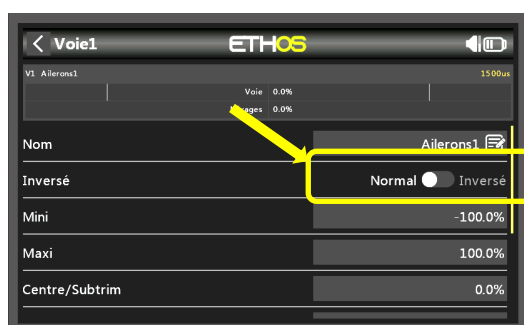 Voie1
ETHOS
V1 Ailerons1
1500us
Voie 0.0%
0.0%
Nom
Ailerons1
Inversé
Normal Inversé
Mini
-100.0%
Maxi
100.0%
Centre/Subtrim
0.0%